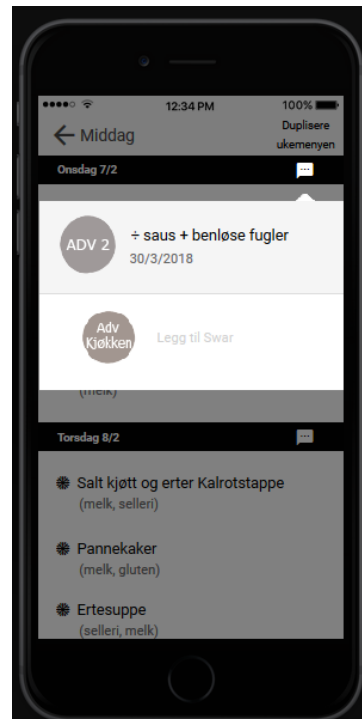 12:34 PM
100%
Middag
Duplisere
ukemenyen
Onsdag 7/2
ADV 2
÷ saus + benløse fugler
30/3/2018
Adv
Kjøkken
Legg til Swar
(melk)
Torsdag 8/2
Salt kjøtt og erter Kalrotstappe
(melk, selleri)
Pannekaker
(melk, gluten)
Ertesuppe
(selleri, melk)